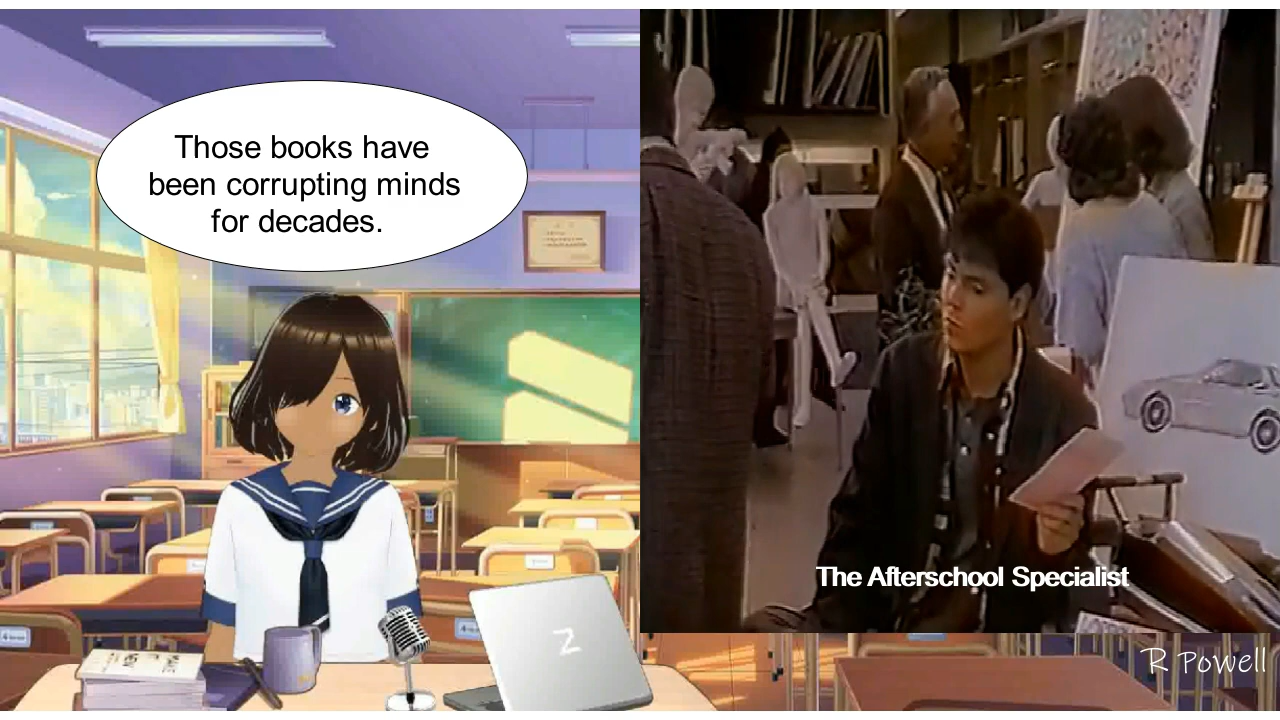 Those books have
been corrupting minds
for decades.
The Afterschool Specialist
R Powell
Z